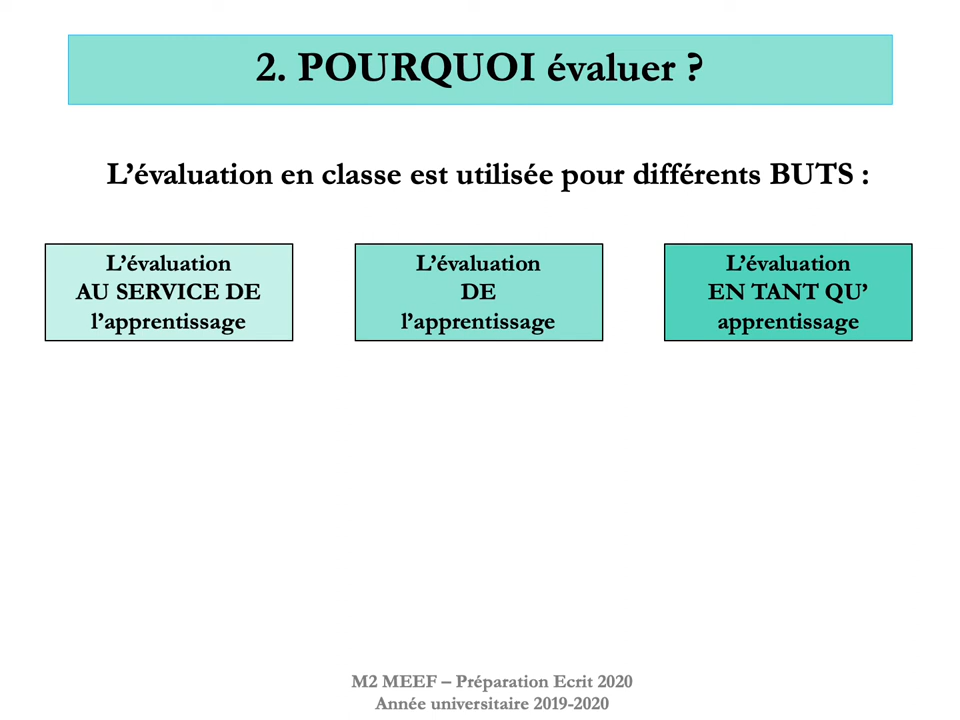 2. POURQUOI évaluer ?
L’évaluation en classe est utilisée pour différents BUTS :
L’évaluation
AU SERVICE DE
l’apprentissage
L’évaluation
DE
l’apprentissage
L’évaluation
EN TANT QU’
apprentissage
M2 MEEF – Préparation Ecrit 2020
Année universitaire 2019-2020